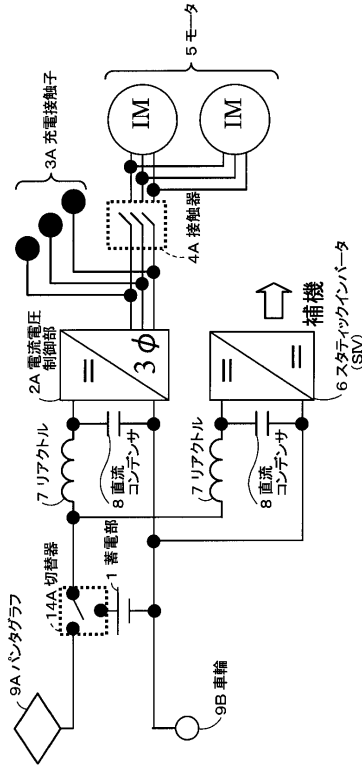 9A パンタグラフ
14A 切替器
1 蓄電部
9B 車輪
7 リアクトル
8 直流
コンデンサ
2A 電流電圧
制御部
3φ
3A 充電接触子
4A 接触器
IM
IM
5 モータ
7 リアクトル
8 直流
コンデンサ
補機
6 スタティックインバータ
(SIV)